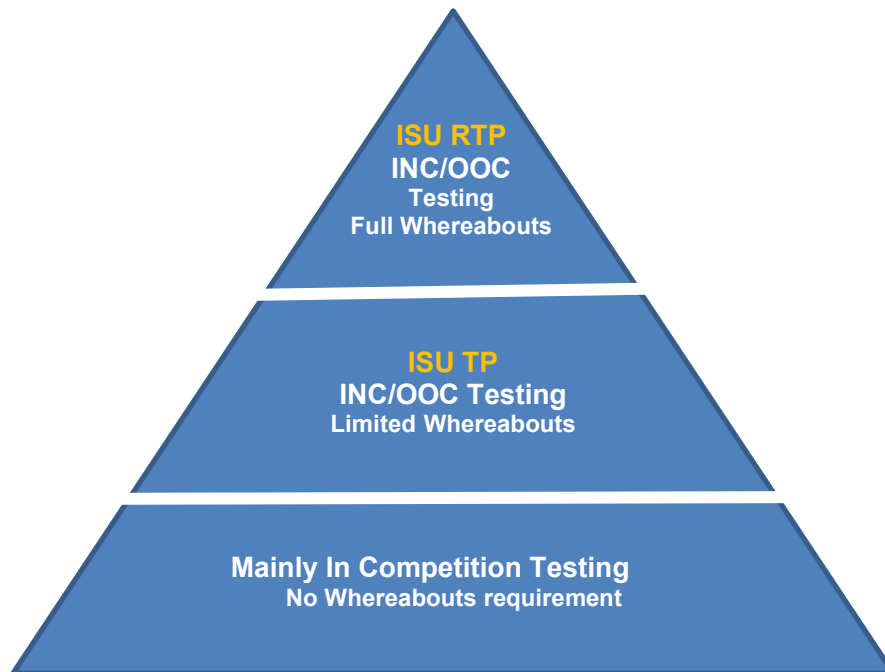 ISU RTP
INC/OOC
Testing
Full Whereabouts
ISU TP
INC/OOC Testing
Limited Whereabouts
Mainly In Competition Testing
No Whereabouts requirement